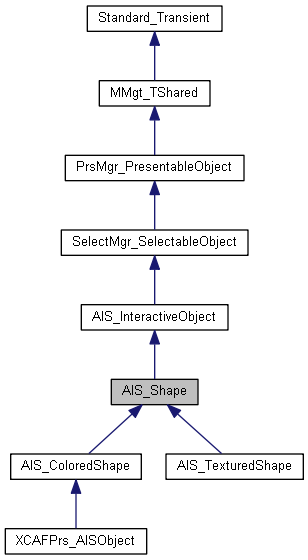 Standard_Transient
MMgt_TShared
PrsMgr_PresentableObject
SelectMgr_SelectableObject
AIS_InteractiveObject
AIS_Shape
AIS_ColoredShape
AIS_TexturedShape
XCAFPrs_AISObject